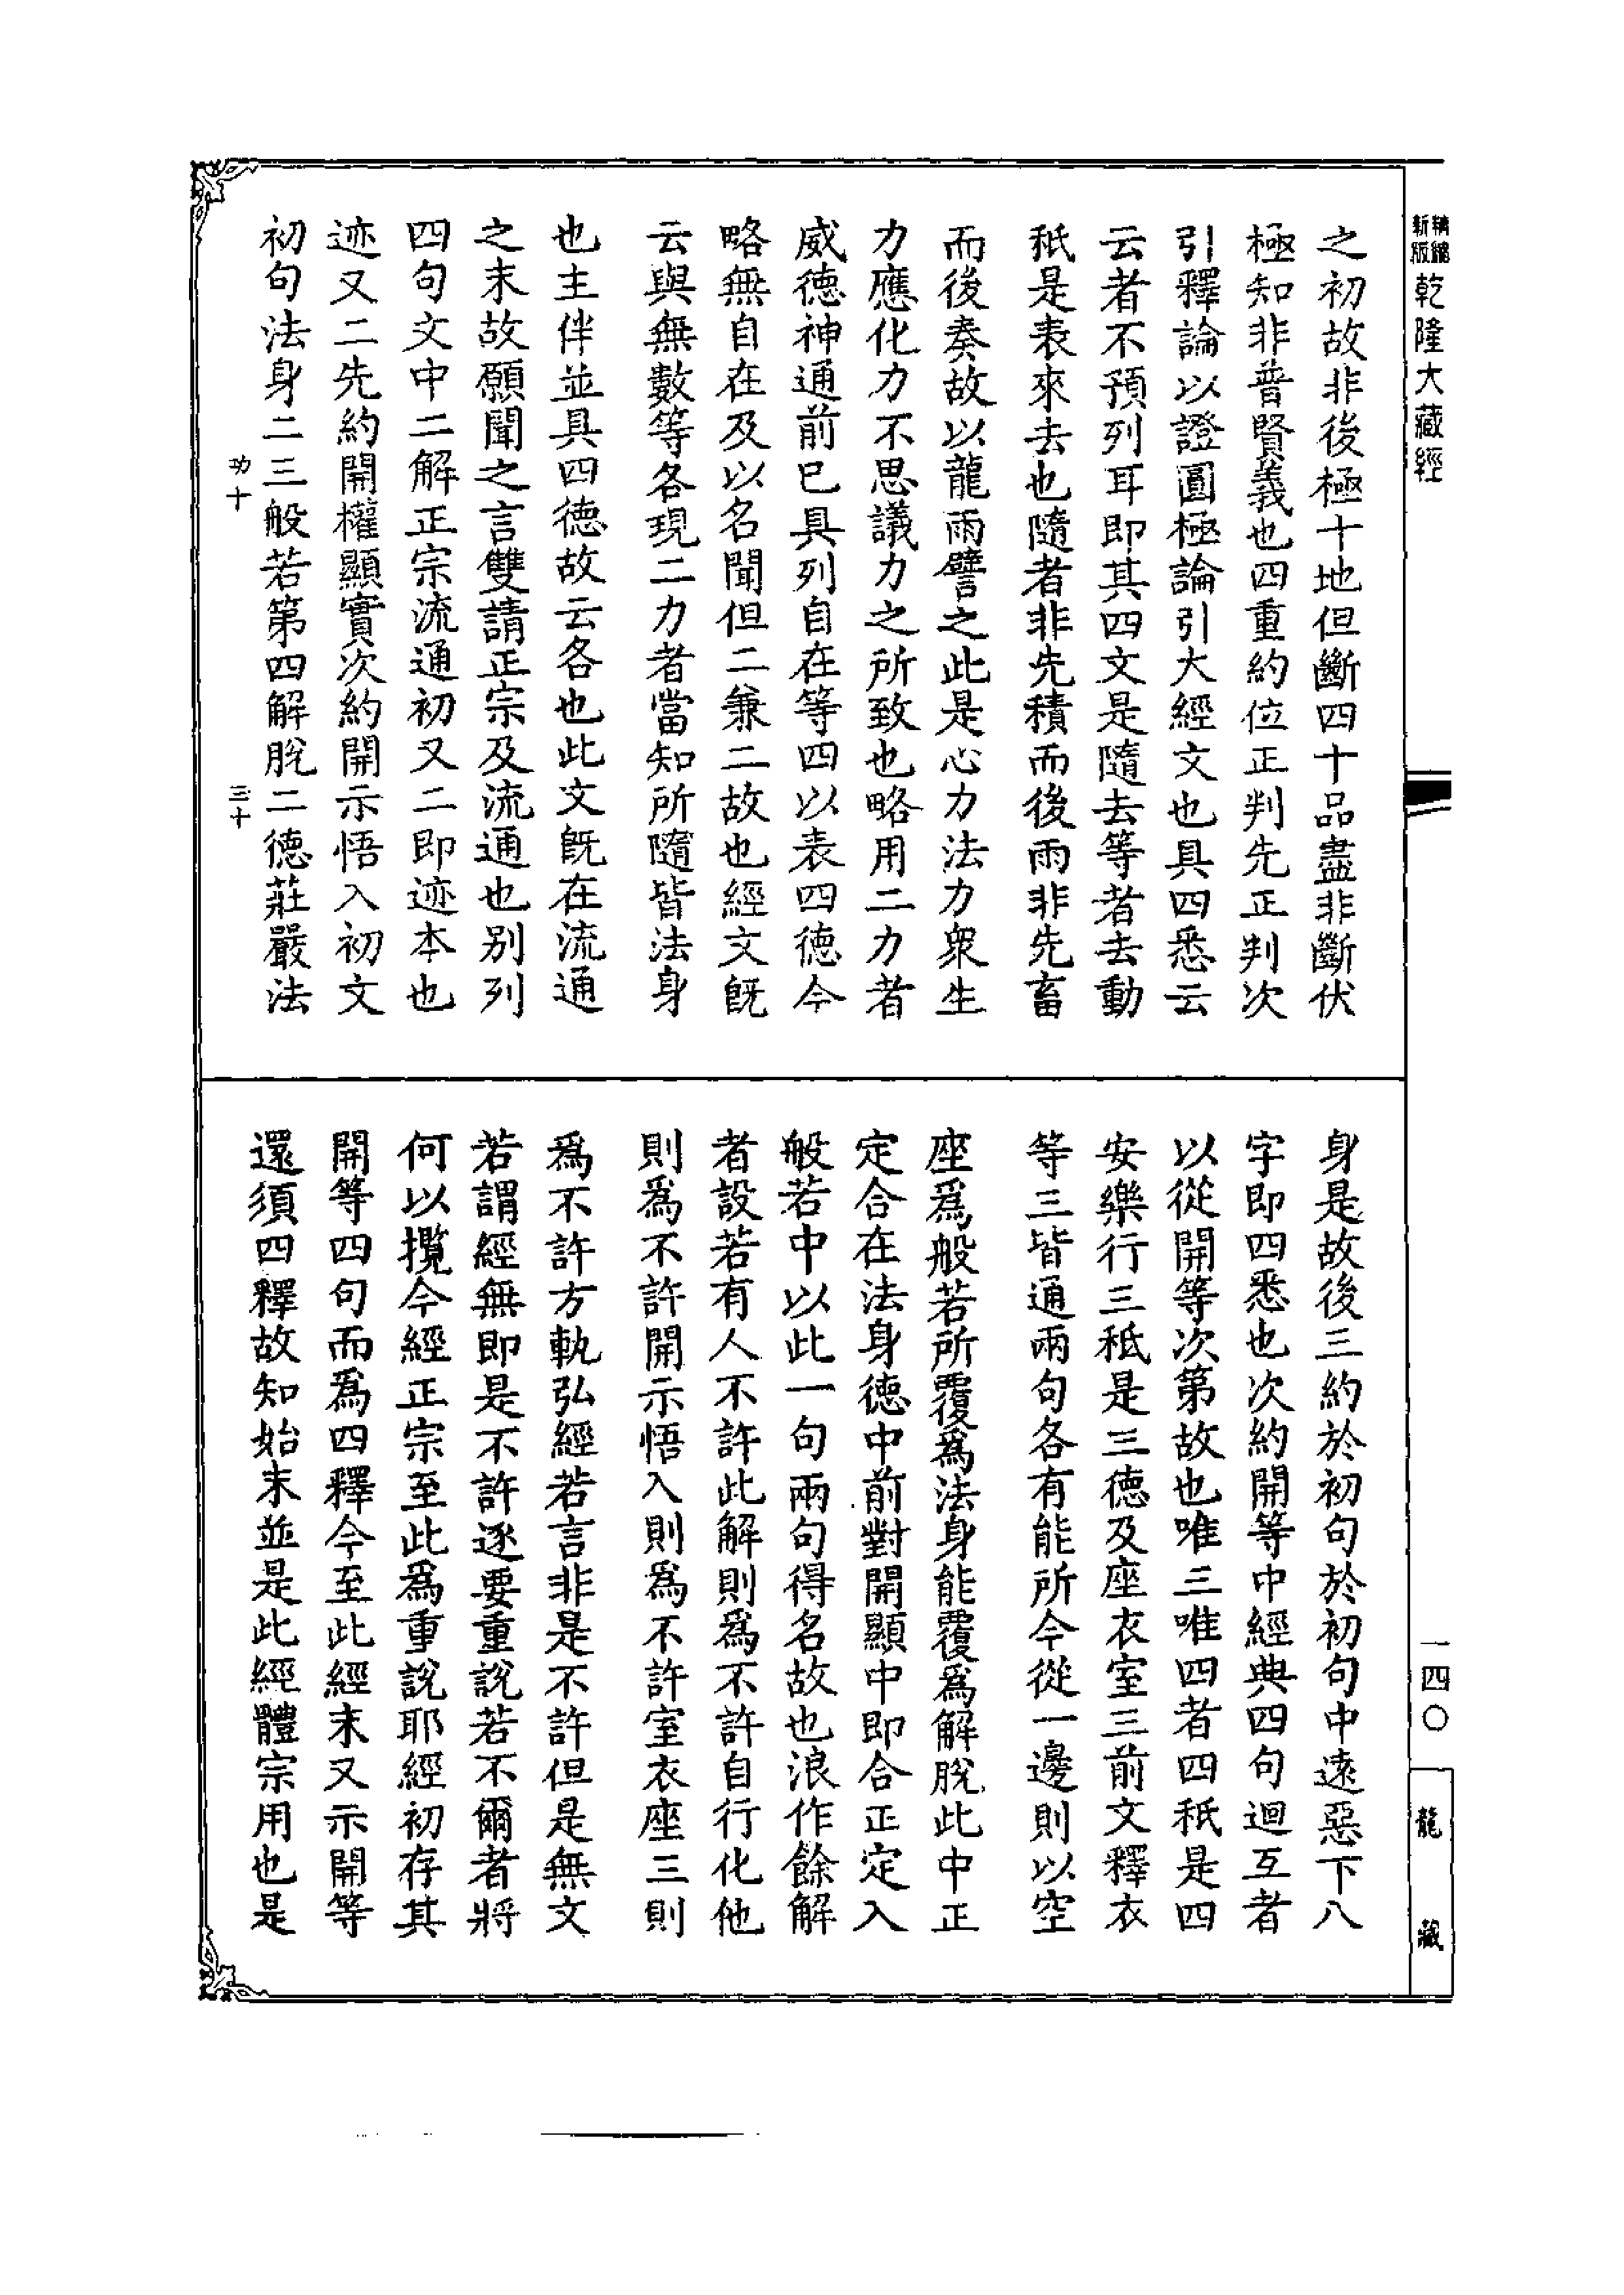 精縮新版 乾隆大藏經
之初故非後極十地但斷四十品盡非斷伏
極知非普賢義也四重約位正判先正判次
引釋論以證圓極論引大經文也具四悉云
云者不預列耳即其四文是隨去等者去動
秖是表來去也隨者非先積而後雨非先畜
而後奏故以龍雨譬之此是心力法力衆生
力應化力不思議力之所致也略用二力者
威德神通前巳具列自在等四以表四德今
略無自在及以名聞但二兼二故也經文旣
云與無數等各現二力者當知所隨皆法身
也主伴並具四德故云各也此文旣在流通
之末故願聞之言雙請正宗及流通也別列
四句文中二解正宗流通初又二即迹本也
迹又二先約開權顯實次約開示悟入初文
初句法身二三般若第四解脫二德莊嚴法
功十
三十
身是故後三約於初句於初句中遠惡下八
字即四悉也次約開等中經典四句迴互者
以從開等次第故也唯三唯四者四秖是四
安樂行三秖是三德及座衣室三前文釋衣
等三皆通兩句各有能所今從一邊則以空
座爲般若所覆爲法身能覆爲解脫此中正
定合在法身德中前對開顯中即合正定入
般若中以此一句兩句得名故也浪作餘解
者設若有人不許此解則爲不許自行化他
則爲不許開示悟入則爲不許室衣座三則
爲不許方軌弘經若言非是不許但是無文
若謂經無即是不許逐要重說若不爾者將
何以攬今經正宗至此爲重說耶經初存其
開等四句而爲四釋今至此經末又示開等
還須四釋故知始末並是此經體宗用也是
一四〇
龍藏